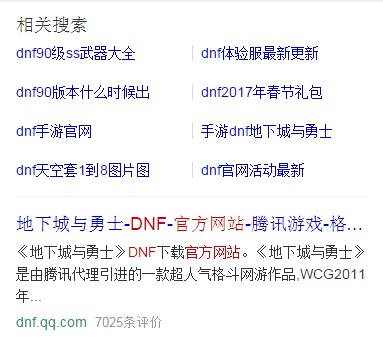 相关搜索
dnf90级ss武器大全 dnf体验服最新更新
dnf90版本什么时候出 dnf2017年春节礼包
dnf手游官网 手游dnf地下城与勇士
dnf天空套1到8图片图 dnf官网活动最新
地下城与勇士-DNF-官方网站-腾讯游戏-格...
《地下城与勇士》DNF下载官方网站。《地下城与勇士》
是由腾讯代理引进的一款超人气格斗网游作品,WCG2011
年...
dnf.qq.com 7025条评价